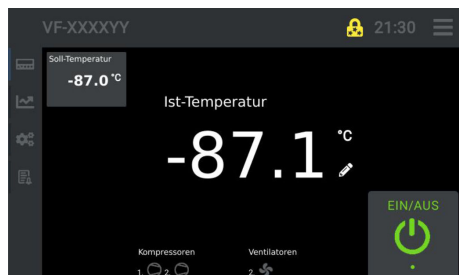 VF-XXXXYY
21:30
Soll-Temperatur
-87.0 °C
Ist-Temperatur
-87.1 °C
EIN/AUS
Kompressoren
Ventilatoren
1. 2.
2.